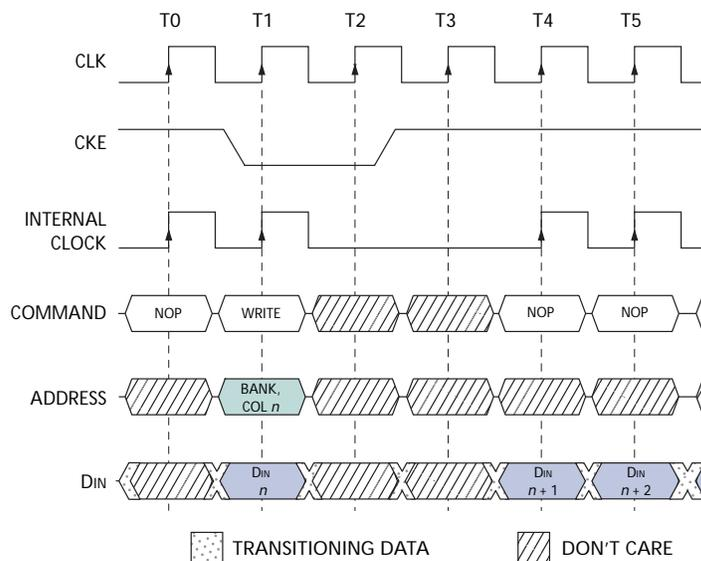 T0 T1 T2 T3 T4 T5
CLK
CKE
INTERNAL
CLOCK
COMMAND NOP WRITE NOP NOP
ADDRESS BANK,
COL n
DIN DIN DIN DIN
n n + 1 n + 2
TRANSITIONING DATA DON'T CARE